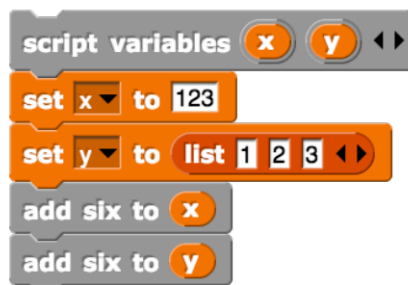 script variables x y
set x to 123
set y to list 1 2 3
add six to x
add six to y